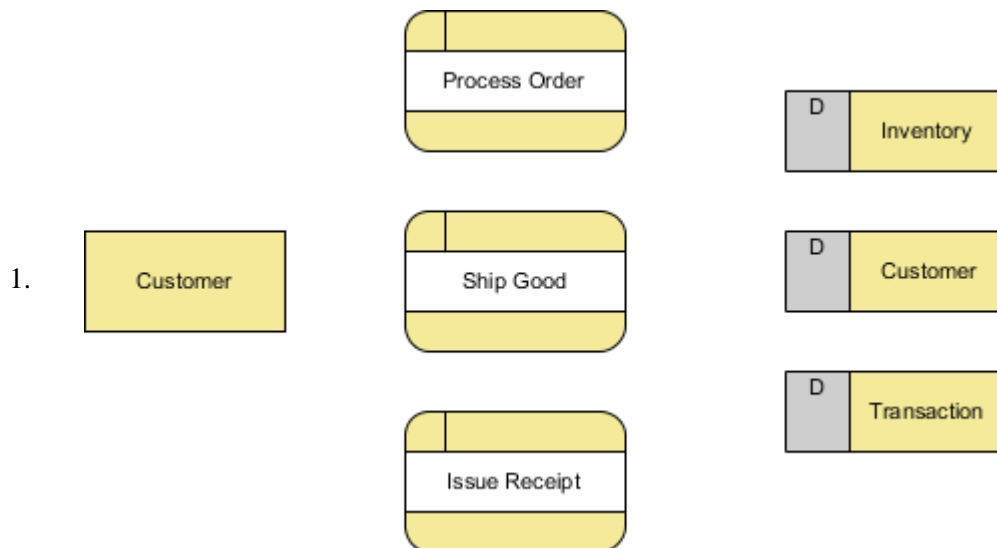 Process Order
D
Inventory
1.
Customer
Ship Good
D
Customer
D
Transaction
Issue Receipt